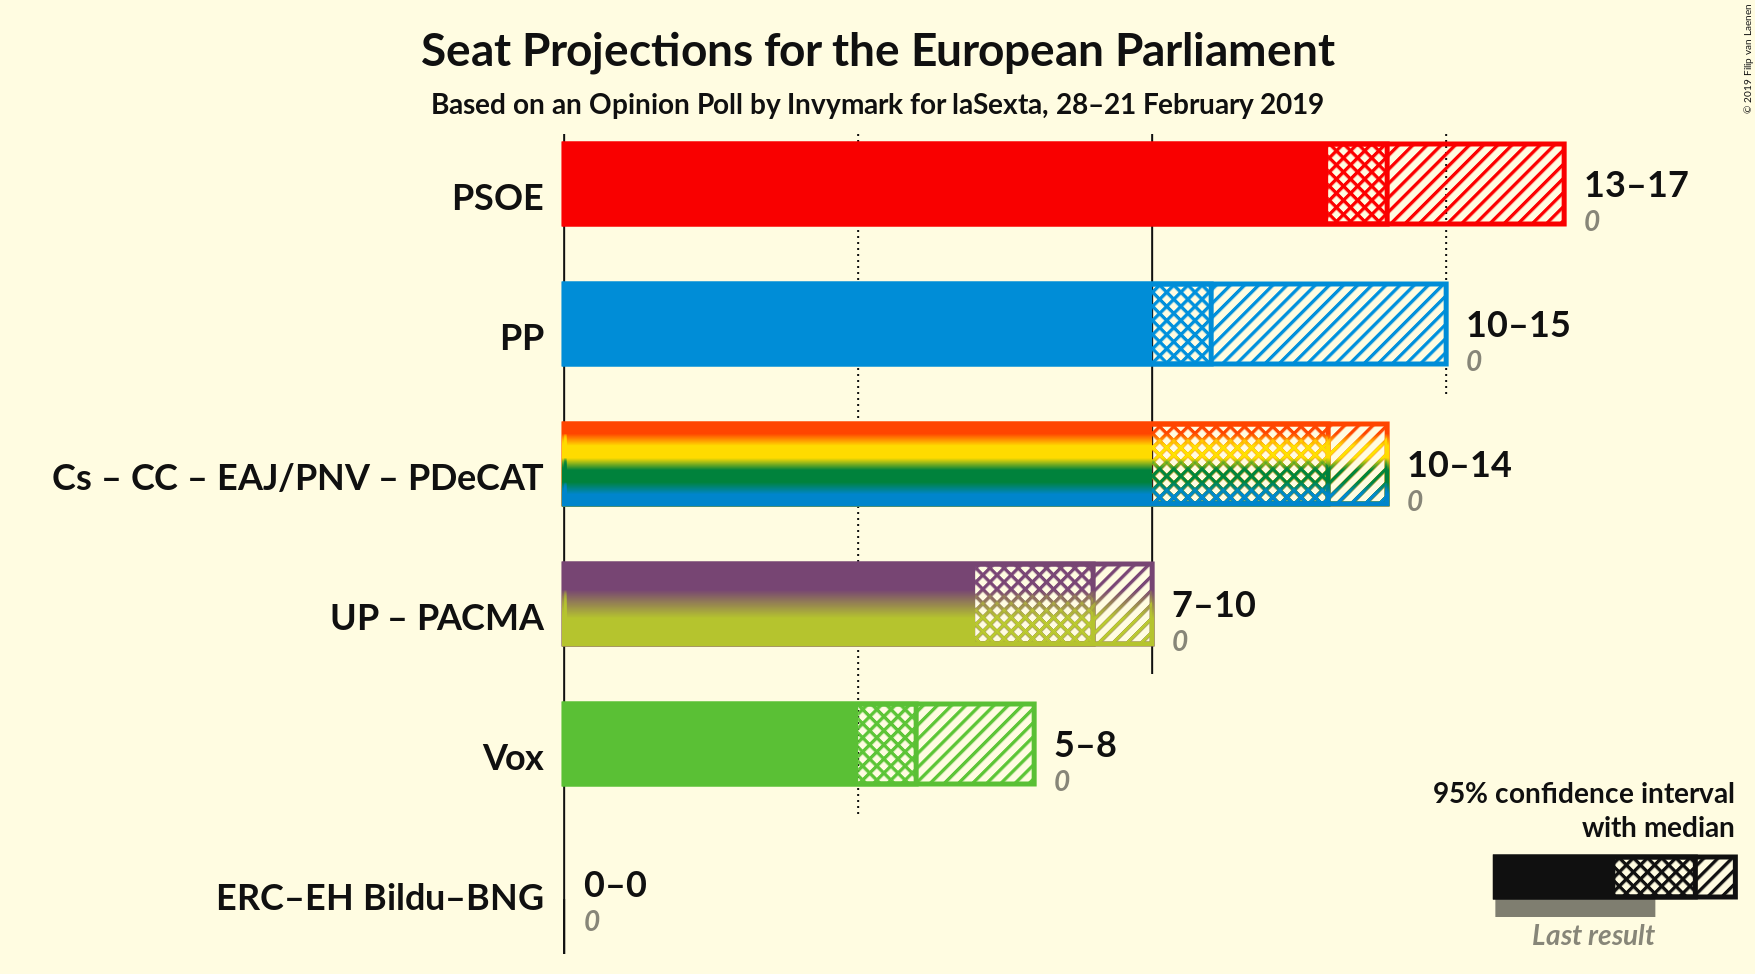 Seat Projections for the European Parliament
Based on an Opinion Poll by Invymark for laSexta, 28–21 February 2019
© 2019 Filip van Laenen
PSOE
13–17
0
PP
10–15
0
Cs – CC – EAJ/PNV – PDeCAT
10–14
0
UP – PACMA
7–10
0
Vox
5–8
0
ERC–EH Bildu–BNG
0–0
0
95% confidence interval
with median
Last result